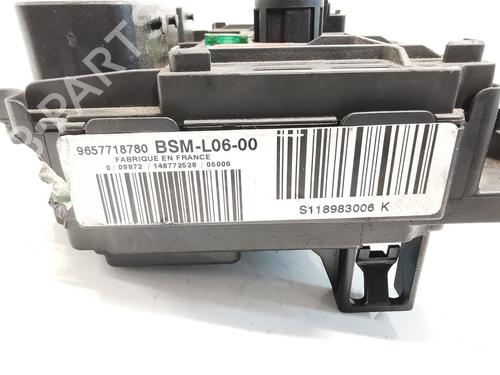 9657718780 BSM-L06-00
FABRIQUE EN FRANCE
0 / 09872 / 148772528 / 05006
S118983006 K